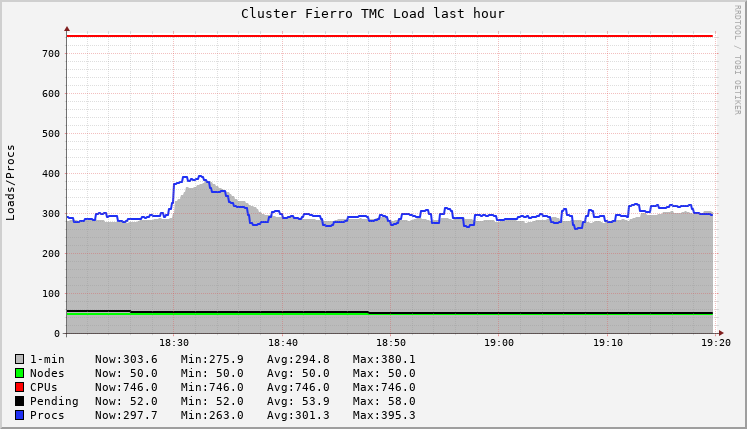 Cluster Fierro TMC Load last hour
RRDTOOL / TOBI OETIKER
Loads/Procs
700
600
500
400
300
200
100
0
18:30 18:40 18:50 19:00 19:10 19:20
1-min Now:303.6 Min:275.9 Avg:294.8 Max:380.1
Nodes Now: 50.0 Min: 50.0 Avg: 50.0 Max: 50.0
CPUs Now:746.0 Min:746.0 Avg:746.0 Max:746.0
Pending Now: 52.0 Min: 52.0 Avg: 53.9 Max: 58.0
Procs Now:297.7 Min:263.0 Avg:301.3 Max:395.3